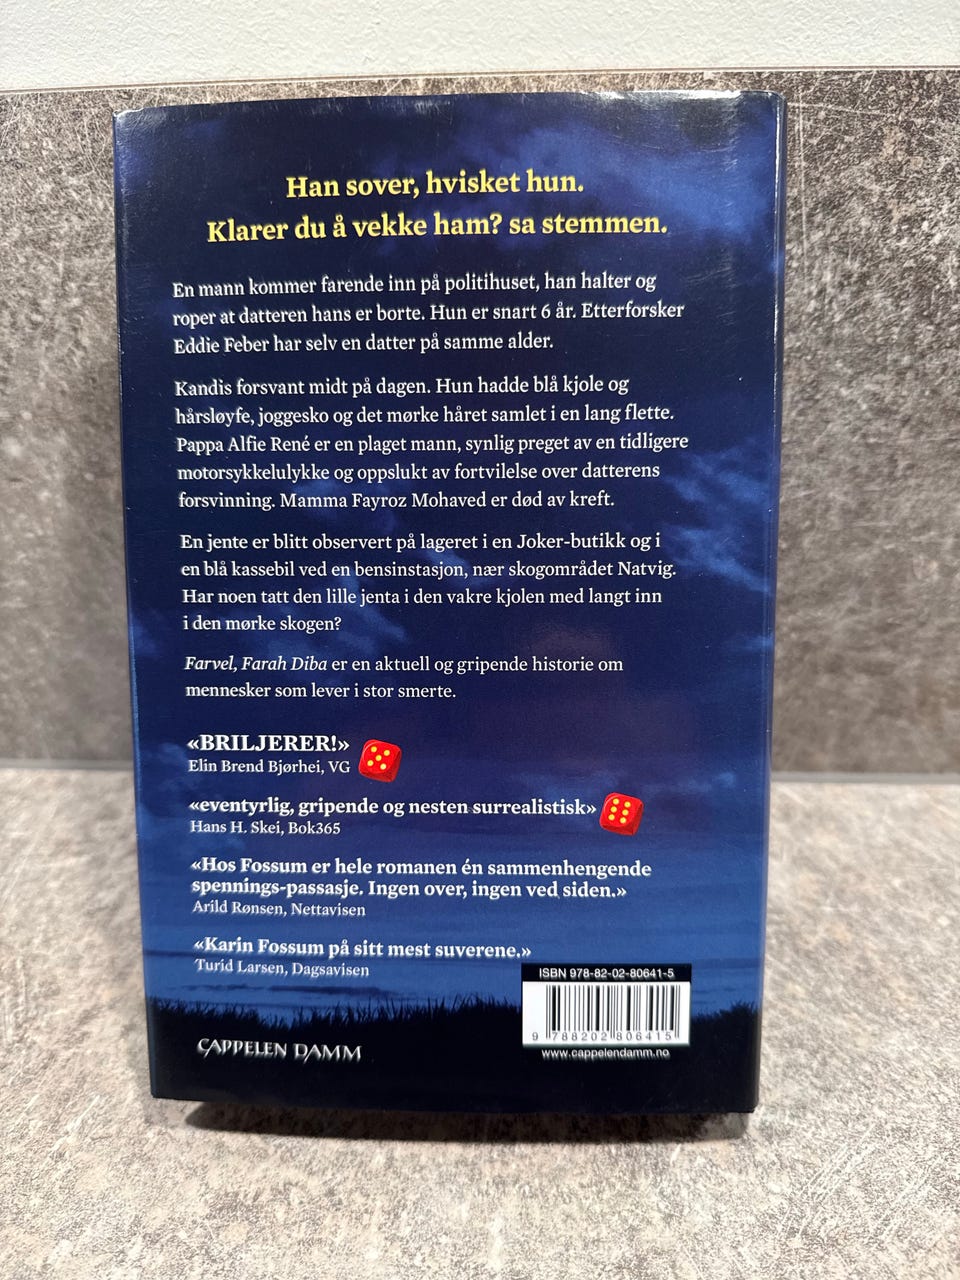 Han sover, hvisket hun.
Klarer du å vekke ham? sa stemmen.
En mann kommer farende inn på politihuset, han halter og
roper at datteren hans er borte. Hun er snart 6 år. Etterforsker
Eddie Feber har selv en datter på samme alder.
Kandis forsvant midt på dagen. Hun hadde blå kjole og
hårsløyfe, joggesko og det mørke håret samlet i en lang flette.
Pappa Alfie René er en plaget mann, synlig preget av en tidligere
motorsykkelulykke og oppslukt av fortvilelse over datterens
forsvinning. Mamma Fayroz Mohaved er død av kreft.
En jente er blitt observert på lageret i en Joker-butikk og i
en blå kassebil ved en bensinstasjon, nær skogområdet Natvig.
Har noen tatt den lille jenta i den vakre kjolen med langt inn
i den mørke skogen?
Farvel, Farah Diba er en aktuell og gripende historie om
mennesker som lever i stor smerte.
«BRILJERER!»
Elin Brend Bjørhei, VG
«eventyrlig, gripende og nesten surrealistisk»
Hans H. Skei, Bok365
«Hos Fossum er hele romanen én sammenhengende
spennings-passasje. Ingen over, ingen ved siden.»
Arild Rønsen, Nettavisen
«Karin Fossum på sitt mest suverene.»
Turid Larsen, Dagsavisen
ISBN 978-82-02-80641-5
9 788202 806415
www.cappelendamm.no
CAPPELEN DAMM